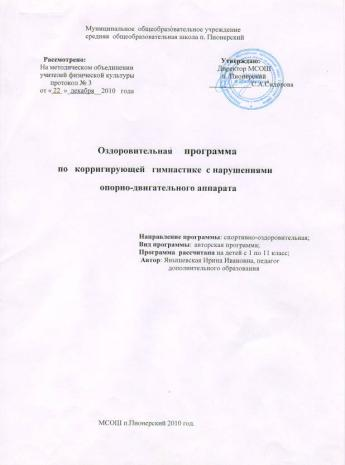 Муниципальное общеобразовательное учреждение
средняя общеобразовательная школа п. Пионерский
Рассмотрено:
На методическом объединении
учителей физической культуры
протокол № 3
от « 22 » декабря 2010 года
Утверждаю:
Директор МСОШ
п. Пионерский
С.А.Сидорова
Оздоровительная программа
по корригирующей гимнастике с нарушениями
опорно-двигательного аппарата
Направление программы: спортивно-оздоровительная;
Вид программы: авторская программа;
Программа рассчитана на детей с 1 по 11 класс;
Автор: Янышевская Ирина Ивановна, педагог
дополнительного образования
МСОШ п.Пионерский 2010 год.